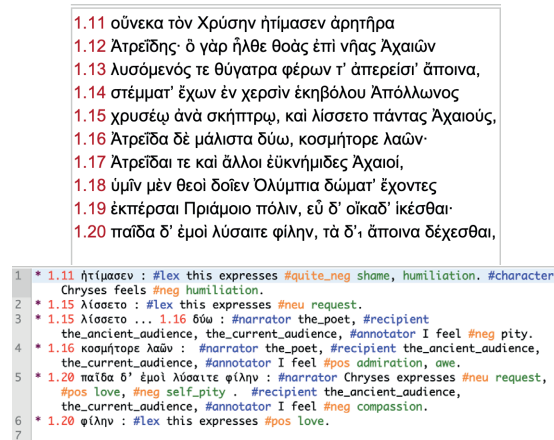 1.11 οὕνεκα τὸν Χρύσην ἠτίμασεν ἀρητῆρα
1.12 Ἀτρεΐδης· ὃ γὰρ ἦλθε θοὰς ἐπὶ νῆας Ἀχαιῶν
1.13 λυσόμενός τε θύγατρα φέρων τ' ἀπερείσι' ἄποινα,
1.14 στέμματ' ἔχων ἐν χερσὶν ἑκηβόλου Ἀπόλλωνος
1.15 χρυσέῳ ἀνὰ σκήπτρῳ, καὶ λίσσετο πάντας Ἀχαιούς,
1.16 Ἀτρεΐδα δὲ μάλιστα δύω, κοσμήτορε λαῶν·
1.17 Ἀτρεΐδαι τε καὶ ἄλλοι ἐϋκνήμιδες Ἀχαιοί,
1.18 ὑμῖν μὲν θεοὶ δοῖεν Ὀλύμπια δώματ' ἔχοντες
1.19 ἐκπέρσαι Πριάμοιο πόλιν, εὖ δ' οἴκαδ' ἱκέσθαι·
1.20 παῖδα δ' ἐμοὶ λύσαιτε φίλην, τὰ δ'₁ ἄποινα δέχεσθαι,
1 * 1.11 ἠτίμασεν : #lex this expresses #quite_neg shame, humiliation. #character
Chryses feels #neg humiliation.
2 * 1.15 λίσσετο : #lex this expresses #neu request.
3 * 1.15 λίσσετο ... 1.16 δύω : #narrator the_poet, #recipient
the_ancient_audience, the_current_audience, #annotator I feel #neg pity.
4 * 1.16 κοσμήτορε λαῶν : #narrator the_poet, #recipient the_ancient_audience,
the_current_audience, #annotator I feel #pos admiration, awe.
5 * 1.20 παῖδα δ' ἐμοὶ λύσαιτε φίλην : #narrator Chryses expresses #neu request,
#pos love, #neg self_pity . #recipient the_ancient_audience,
the_current_audience, #annotator I feel #neg compassion.
6 * 1.20 φίλην : #lex this expresses #pos love.
7